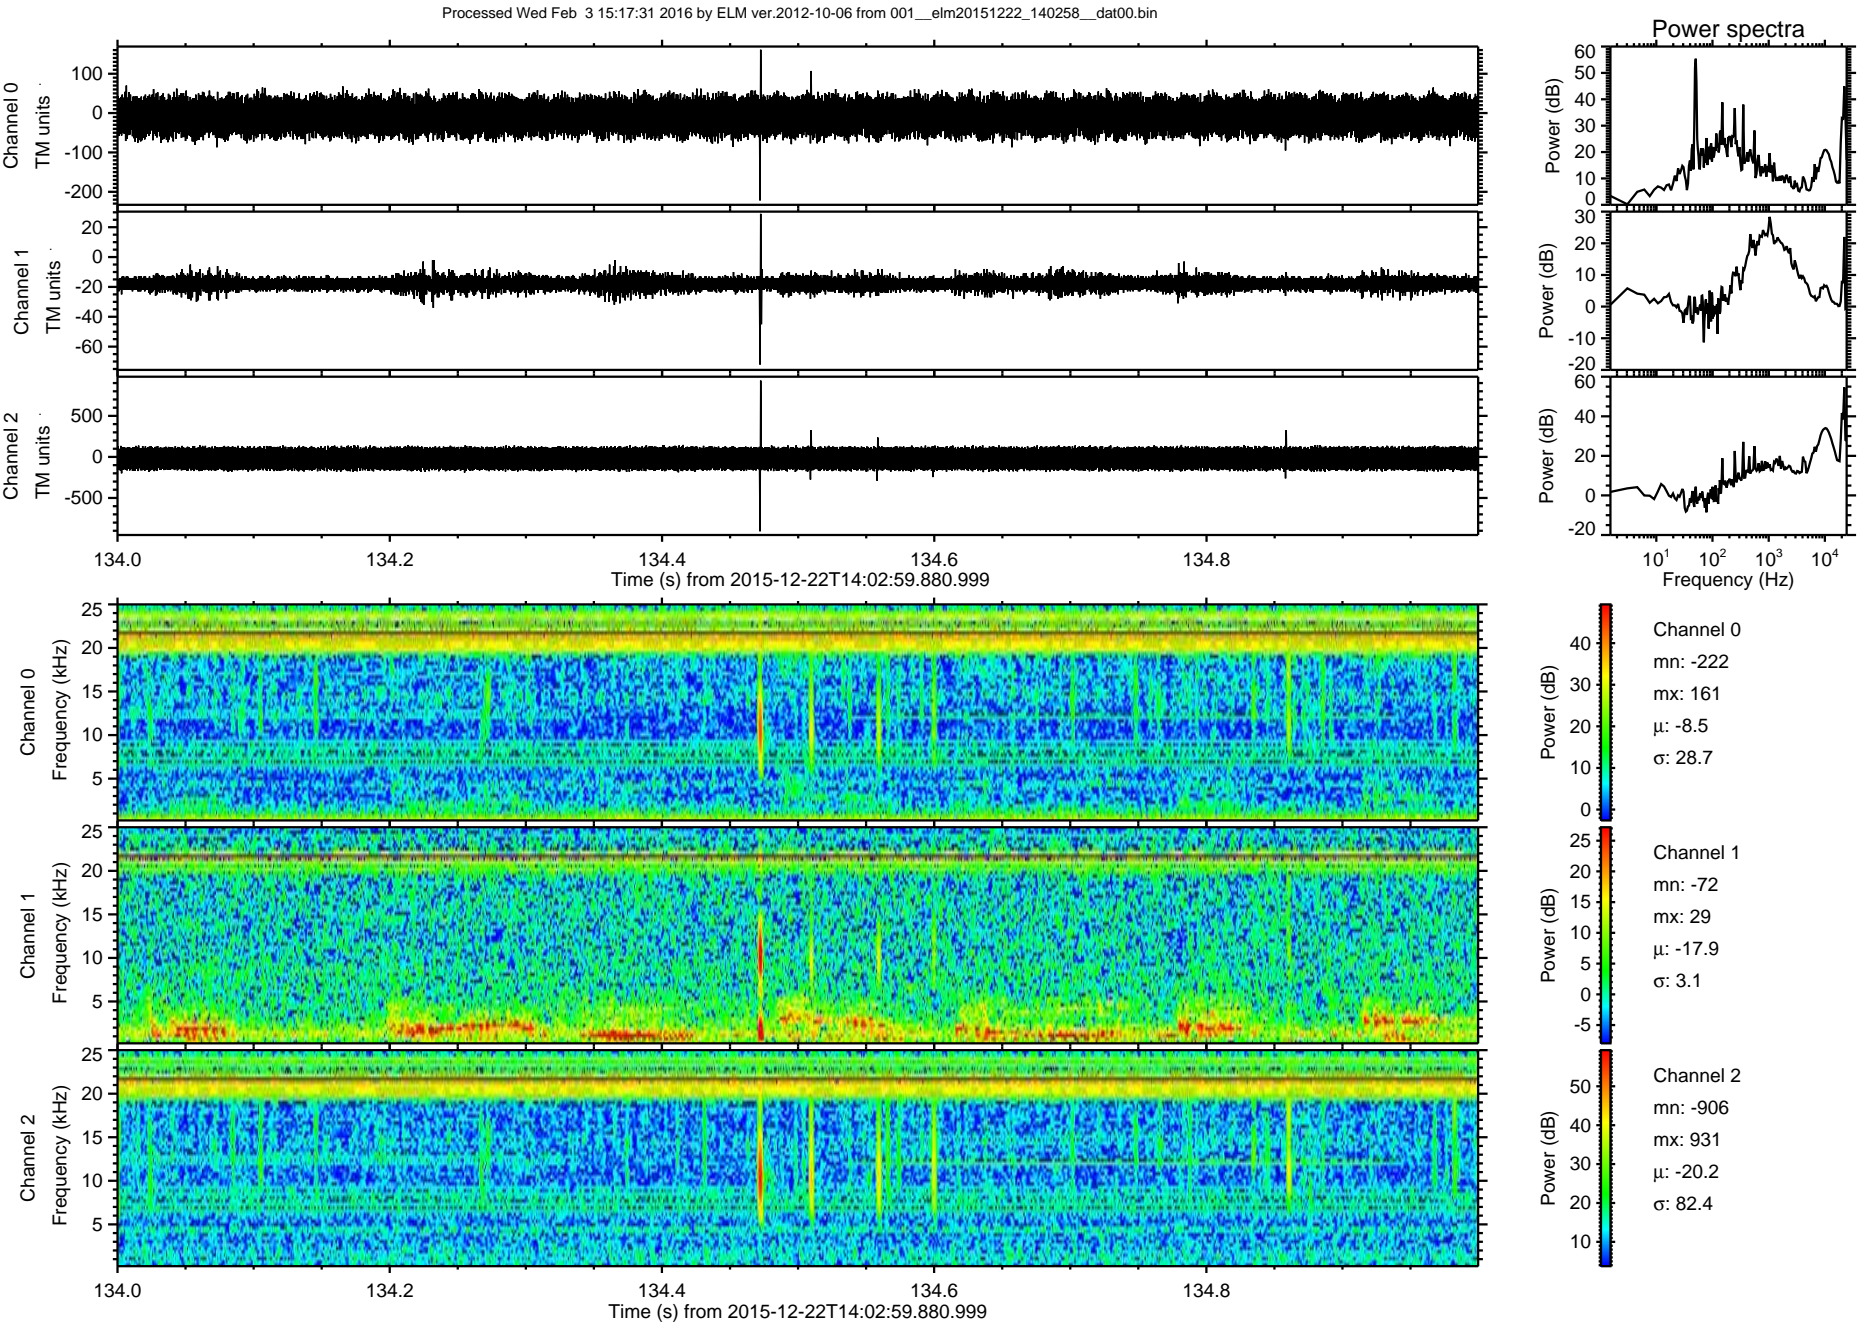 Processed Wed Feb 3 15:17:31 2016 by ELM ver.2012-10-06 from 001__elm20151222_140258__dat00.bin
Power spectra
Channel 0
TM units
100
0
-100
-200
Power (dB)
60
50
40
30
20
10
0
Channel 1
TM units
20
0
-20
-40
-60
Power (dB)
30
20
10
0
-10
-20
Channel 2
TM units
500
0
-500
Power (dB)
60
40
20
0
-20
134.0 134.2 134.4 134.6 134.8
Time (s) from 2015-12-22T14:02:59.880.999
10^1 10^2 10^3 10^4
Frequency (Hz)
Channel 0
Frequency (kHz)
25
20
15
10
5
Power (dB)
40
30
20
10
0
Channel 0
mn: -222
mx: 161
μ: -8.5
σ: 28.7
Channel 1
Frequency (kHz)
25
20
15
10
5
Power (dB)
25
20
15
10
5
0
-5
Channel 1
mn: -72
mx: 29
μ: -17.9
σ: 3.1
Channel 2
Frequency (kHz)
25
20
15
10
5
Power (dB)
50
40
30
20
10
Channel 2
mn: -906
mx: 931
μ: -20.2
σ: 82.4
134.0 134.2 134.4 134.6 134.8
Time (s) from 2015-12-22T14:02:59.880.999